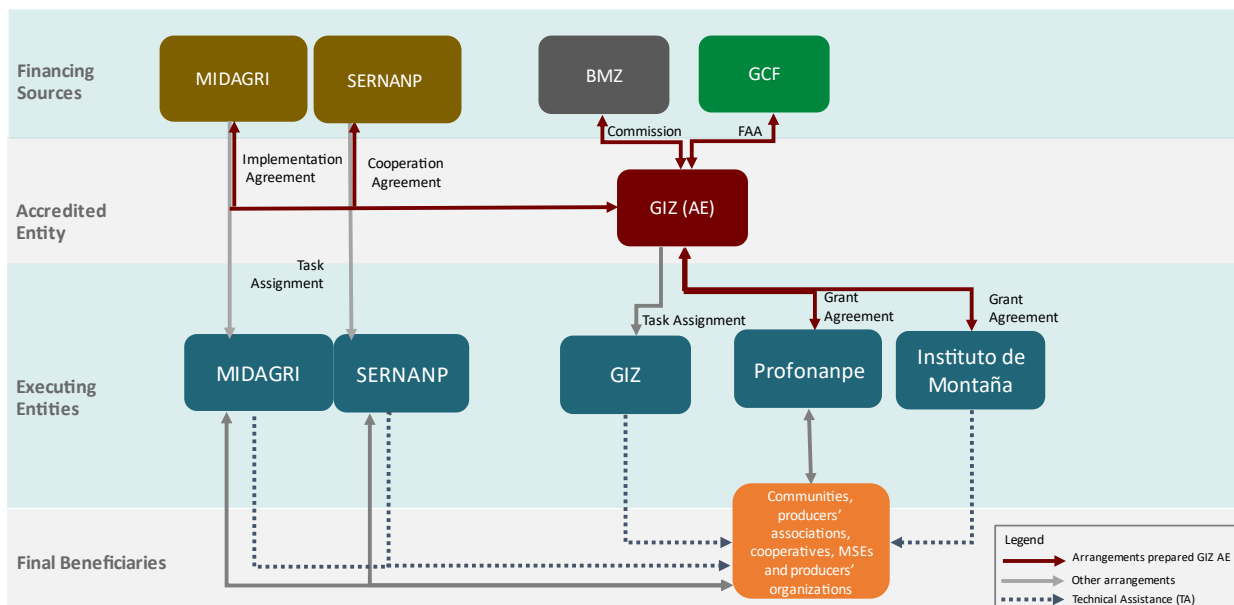 Financing
Sources
MIDAGRI
SERNANP
BMZ
GCF
Commission
FAA
Implementation
Agreement
Cooperation
Agreement
Accredited
Entity
GIZ (AE)
Task
Assignment
Grant
Agreement
Grant
Agreement
Task Assignment
Executing
Entities
MIDAGRI
SERNANP
GIZ
Profonanpe
Instituto de
Montaña
Final Beneficiaries
Communities,
producers’
associations,
cooperatives, MSEs
and producers’
organizations
Legend
Arrangements prepared GIZ AE
Other arrangements
Technical Assistance (TA)